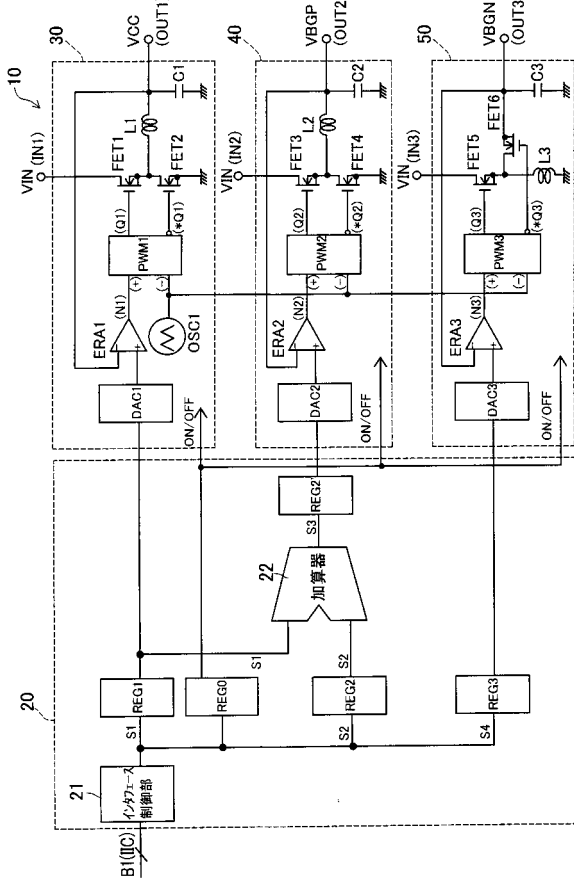 10
20
B1(IIC)
21
インタフェース
制御部
S1
REG1
REG0
S2
REG2
S4
REG3
S1
S2
加算器
22
S3
REG2
ON/OFF
ON/OFF
ON/OFF
30
DAC1
ERA1
(N1)
OSC1
(+)
(-)
PWM1
(Q1)
(*Q1)
VIN
(IN1)
FET1
FET2
L1
C1
VCC
(OUT1)
40
DAC2
ERA2
(N2)
(+)
(-)
PWM2
(Q2)
(*Q2)
VIN
(IN2)
FET3
FET4
L2
C2
VBGP
(OUT2)
50
DAC3
ERA3
(N3)
(+)
(-)
PWM3
(Q3)
(*Q3)
VIN
(IN3)
FET5
FET6
L3
C3
VBGN
(OUT3)